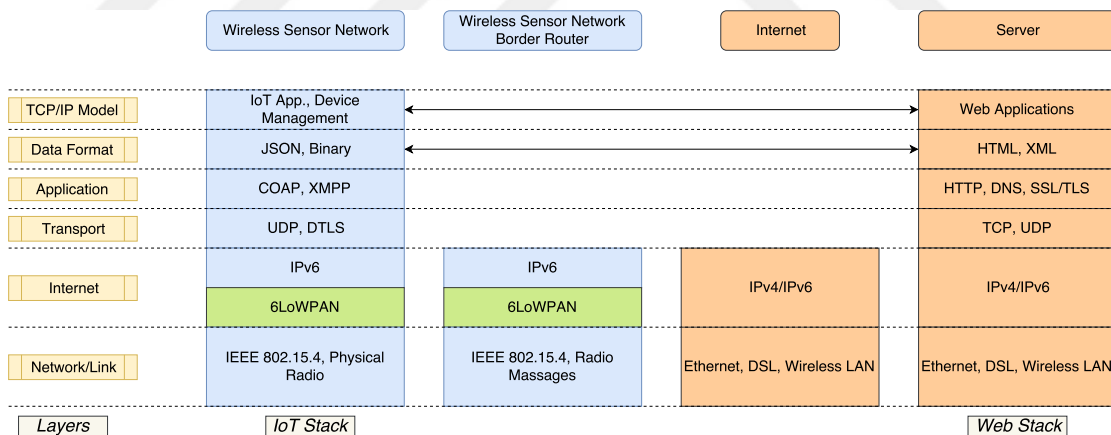 Wireless Sensor Network
Wireless Sensor Network
Border Router
Internet
Server
TCP/IP Model
IoT App., Device
Management
Web Applications
Data Format
JSON, Binary
HTML, XML
Application
COAP, XMPP
HTTP, DNS, SSL/TLS
Transport
UDP, DTLS
TCP, UDP
Internet
IPv6
6LoWPAN
IPv6
6LoWPAN
IPv4/IPv6
IPv4/IPv6
Network/Link
IEEE 802.15.4, Physical
Radio
IEEE 802.15.4, Radio
Massages
Ethernet, DSL, Wireless LAN
Ethernet, DSL, Wireless LAN
Layers
IoT Stack
Web Stack